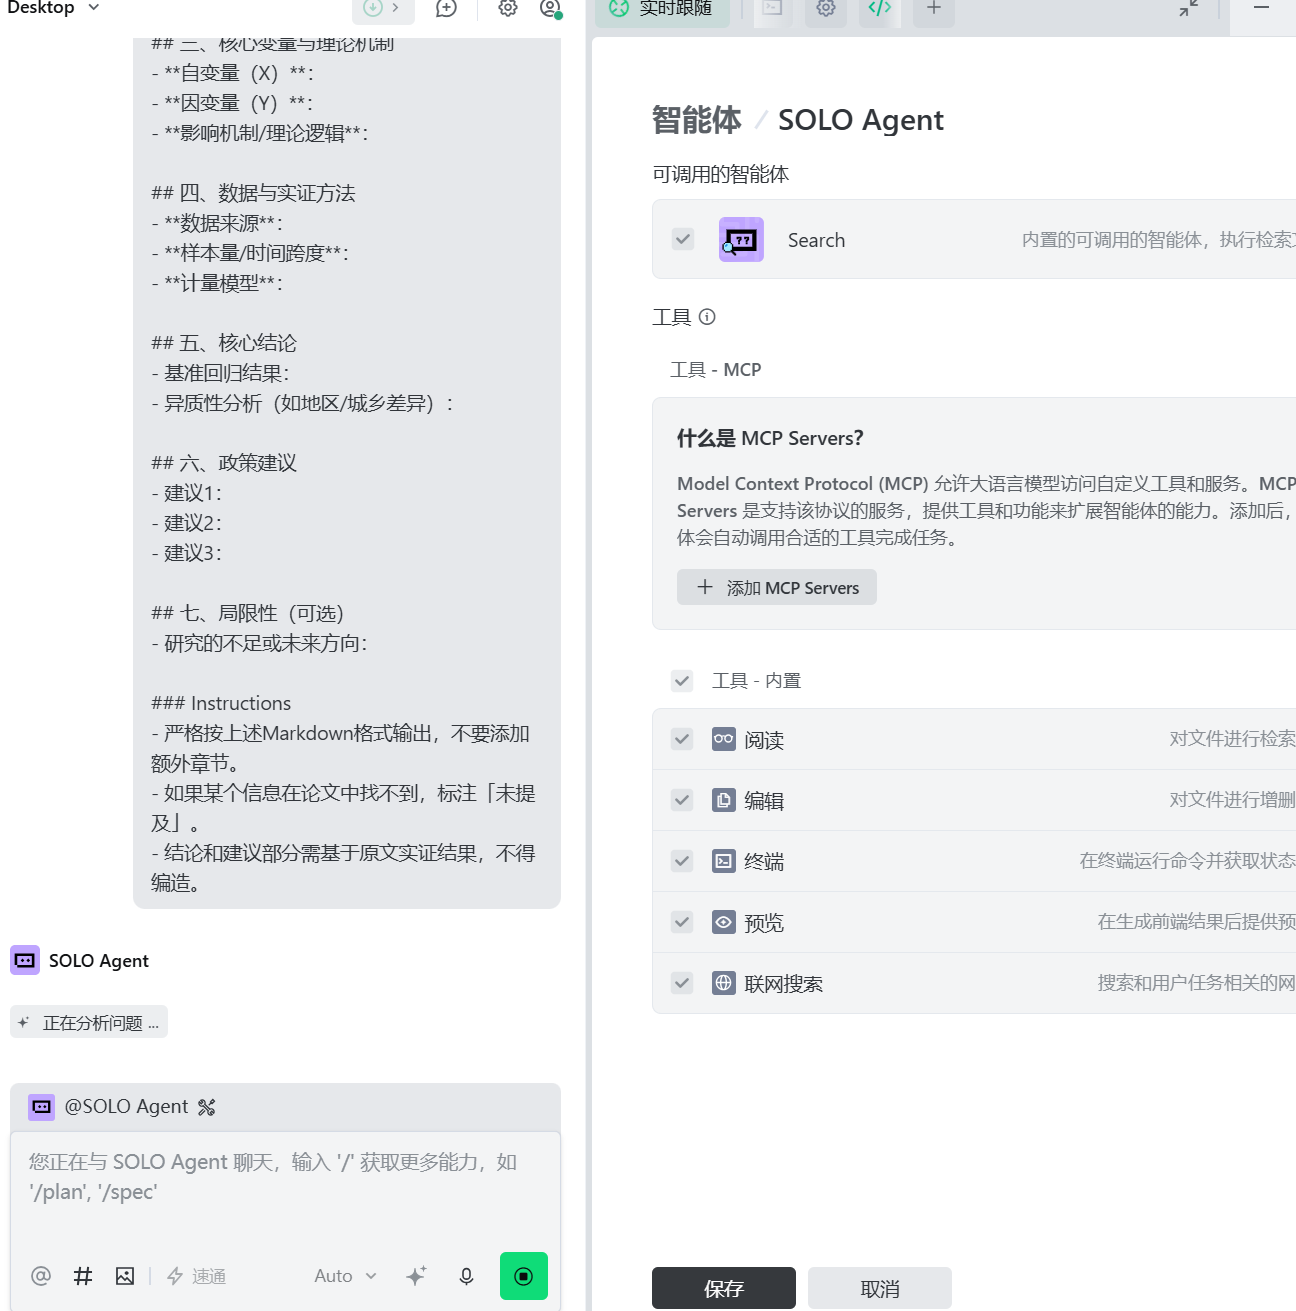 Desktop
## 三、核心变量与理论机制
- **自变量（X）**：
- **因变量（Y）**：
- **影响机制/理论逻辑**：
## 四、数据与实证方法
- **数据来源**：
- **样本量/时间跨度**：
- **计量模型**：
## 五、核心结论
- 基准回归结果：
- 异质性分析（如地区/城乡差异）：
## 六、政策建议
- 建议1：
- 建议2：
- 建议3：
## 七、局限性（可选）
- 研究的不足或未来方向：
### Instructions
- 严格按上述Markdown格式输出，不要添加
额外章节。
- 如果某个信息在论文中找不到，标注「未提
及」。
- 结论和建议部分需基于原文实证结果，不得
编造。
SOLO Agent
正在分析问题 ...
@SOLO Agent
您正在与 SOLO Agent 聊天，输入 '/' 获取更多能力，如
'/plan', '/spec'
速通
Auto
实时跟随
智能体 / SOLO Agent
可调用的智能体
Search
内置的可调用的智能体，执行检索
工具
工具 - MCP
什么是 MCP Servers?
Model Context Protocol (MCP) 允许大语言模型访问自定义工具和服务。MCP
Servers 是支持该协议的服务，提供工具和功能来扩展智能体的能力。添加后，
体会自动调用合适的工具完成任务。
添加 MCP Servers
工具 - 内置
阅读
对文件进行检索
编辑
对文件进行增删
终端
在终端运行命令并获取状态
预览
在生成前端结果后提供预
联网搜索
搜索和用户任务相关的网
保存
取消